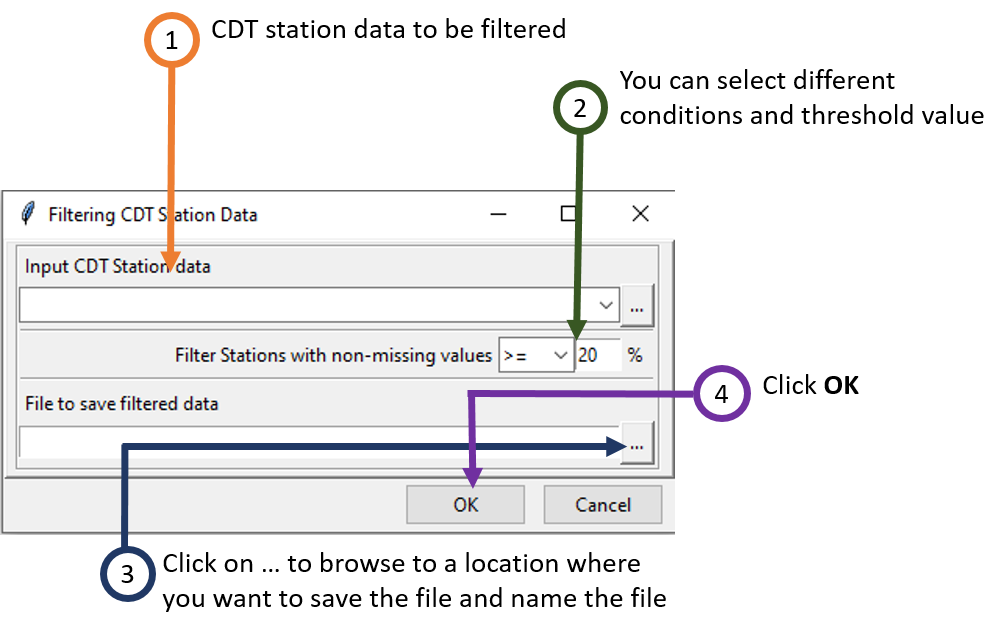 1 CDT station data to be filtered
2 You can select different
conditions and threshold value
Filtering CDT Station Data
Input CDT Station data
...
Filter Stations with non-missing values >= 20 %
4 Click OK
File to save filtered data
...
OK Cancel
3 Click on ... to browse to a location where
you want to save the file and name the file